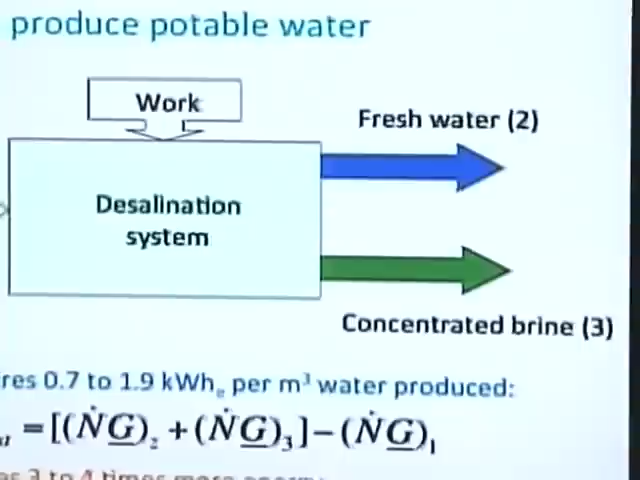 produce potable water
Work
Fresh water (2)
Desalination
system
Concentrated brine (3)
res 0.7 to 1.9 kWhₑ per m³ water produced:
=[(ṄG)₂ +(ṄG)₃]−(ṄG)₁
3 to 4 times more